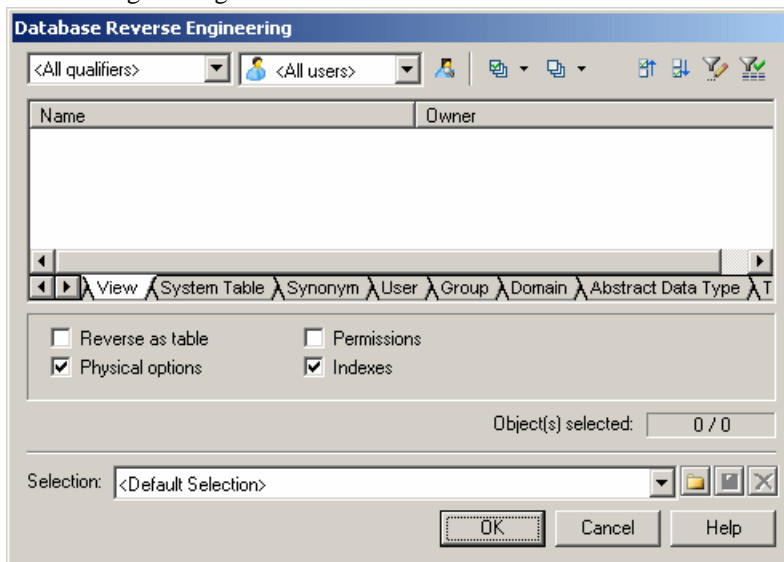 Database Reverse Engineering
<All qualifiers> <All users>
Name Owner
View System Table Synonym User Group Domain Abstract Data Type T
Reverse as table Permissions
Physical options Indexes
Object(s) selected: 0 / 0
Selection: <Default Selection>
OK Cancel Help